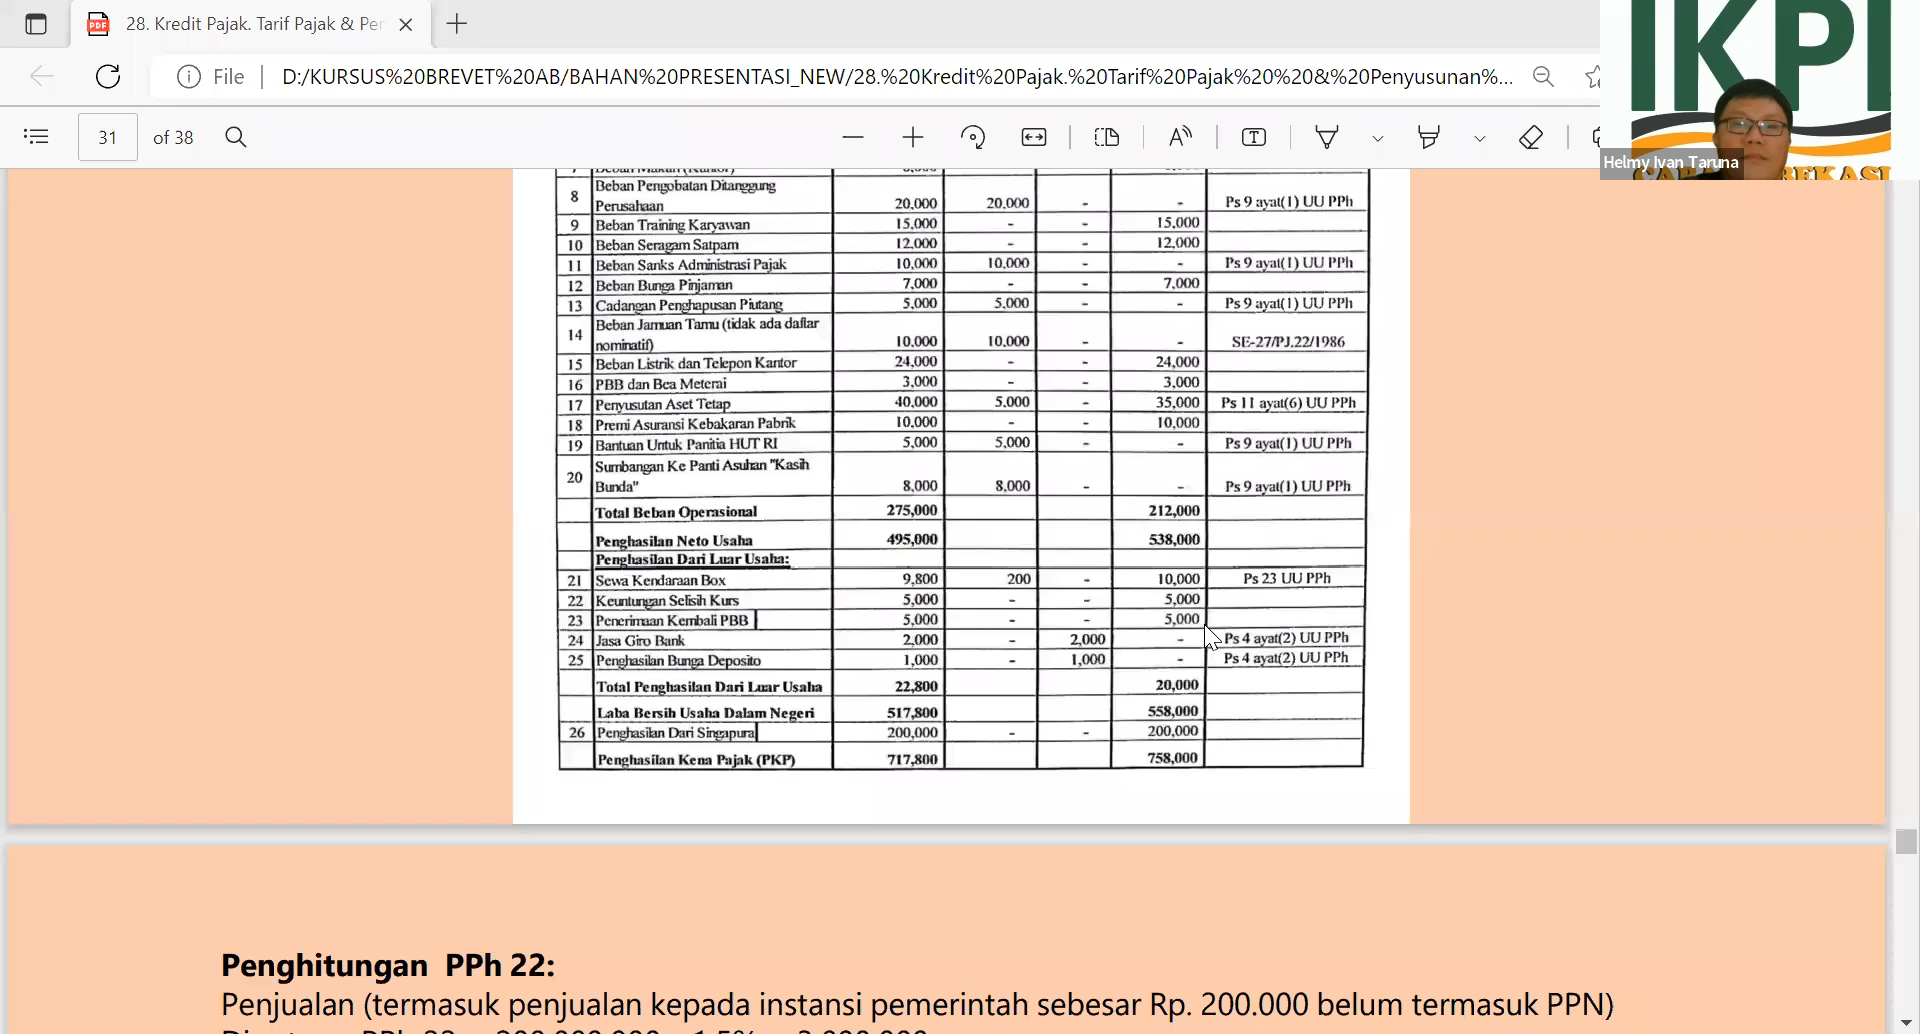 28. Kredit Pajak. Tarif Pajak & Per
File D:/KURSUS%20BREVET%20AB/BAHAN%20PRESENTASI_NEW/28.%20Kredit%20Pajak.%20Tarif%20Pajak%20%20&%20Penyusunan%...
31 of 38
IKPI
Helmy Ivan Taruna
CABANG BEKASI
7 Beban Makan (Kantor)
8 Beban Pengobatan Ditanggung Perusahaan 20,000 20,000 - - Ps 9 ayat(1) UU PPh
9 Beban Training Karyawan 15,000 - - 15,000
10 Beban Seragam Satpam 12,000 - - 12,000
11 Beban Sanks Administrasi Pajak 10,000 10,000 - - Ps 9 ayat(1) UU PPh
12 Beban Bunga Pinjaman 7,000 - - 7,000
13 Cadangan Penghapusan Piutang 5,000 5,000 - - Ps 9 ayat(1) UU PPh
14 Beban Jamuan Tamu (tidak ada daftar nominatif) 10,000 10,000 - - SE-27/PJ.22/1986
15 Beban Listrik dan Telepon Kantor 24,000 - - 24,000
16 PBB dan Bea Meterai 3,000 - - 3,000
17 Penyusutan Aset Tetap 40,000 5,000 - 35,000 Ps 11 ayat(6) UU PPh
18 Premi Asuransi Kebakaran Pabrik 10,000 - - 10,000
19 Bantuan Untuk Panitia HUT RI 5,000 5,000 - - Ps 9 ayat(1) UU PPh
20 Sumbangan Ke Panti Asuhan "Kasih Bunda" 8,000 8,000 - - Ps 9 ayat(1) UU PPh
Total Beban Operasional 275,000 212,000
Penghasilan Neto Usaha 495,000 538,000
Penghasilan Dari Luar Usaha:
21 Sewa Kendaraan Box 9,800 200 - 10,000 Ps 23 UU PPh
22 Keuntungan Selisih Kurs 5,000 - - 5,000
23 Penerimaan Kembali PBB 5,000 - - 5,000
24 Jasa Giro Bank 2,000 - 2,000 - Ps 4 ayat(2) UU PPh
25 Penghasilan Bunga Deposito 1,000 - 1,000 - Ps 4 ayat(2) UU PPh
Total Penghasilan Dari Luar Usaha 22,800 20,000
Laba Bersih Usaha Dalam Negeri 517,800 558,000
26 Penghasilan Dari Singapura 200,000 - - 200,000
Penghasilan Kena Pajak (PKP) 717,800 758,000
Penghitungan PPh 22:
Penjualan (termasuk penjualan kepada instansi pemerintah sebesar Rp. 200.000 belum termasuk PPN)